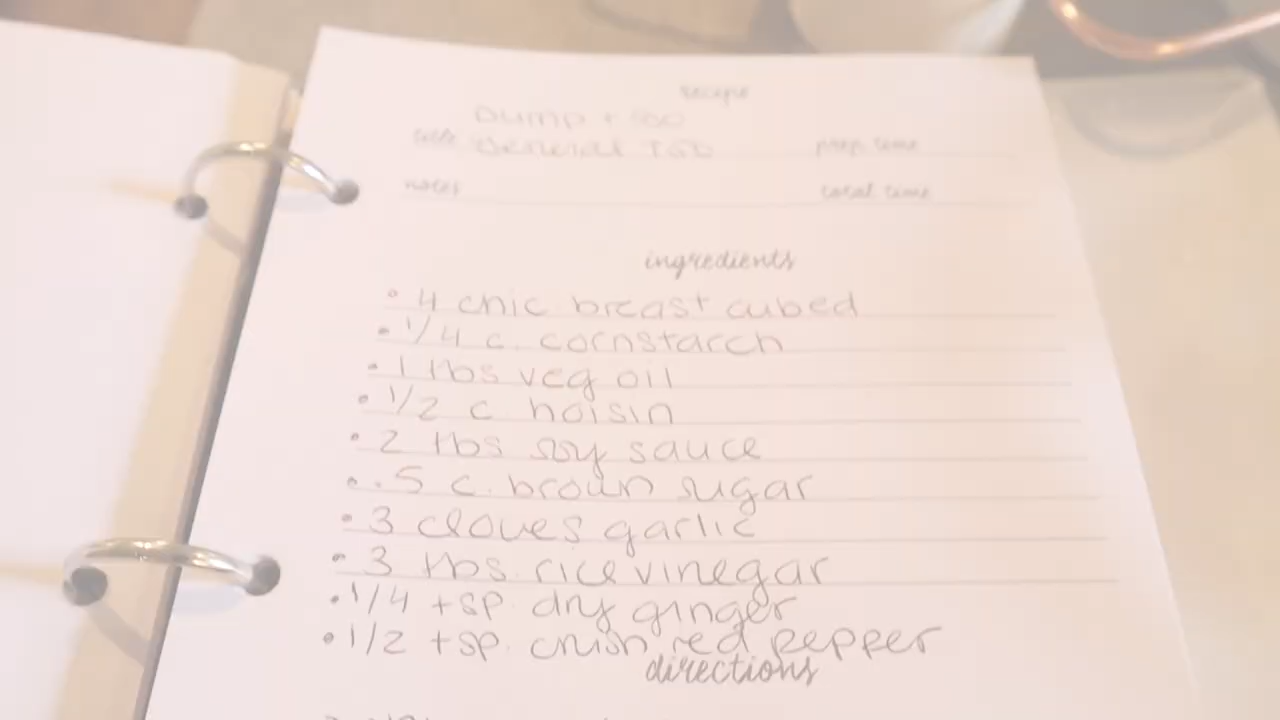 recipe
Dump + Go
title General TSO prep time
notes total time
ingredients
• 4 chic breast cubed
• 1/4 c. cornstarch
• 1 tbs veg oil
• 1/2 c. hoisin
• 2 tbs soy sauce
• .5 c. brown sugar
• 3 cloves garlic
• 3 tbs. rice vinegar
• 1/4 tsp. dry ginger
• 1/2 tsp. crush red pepper
directions